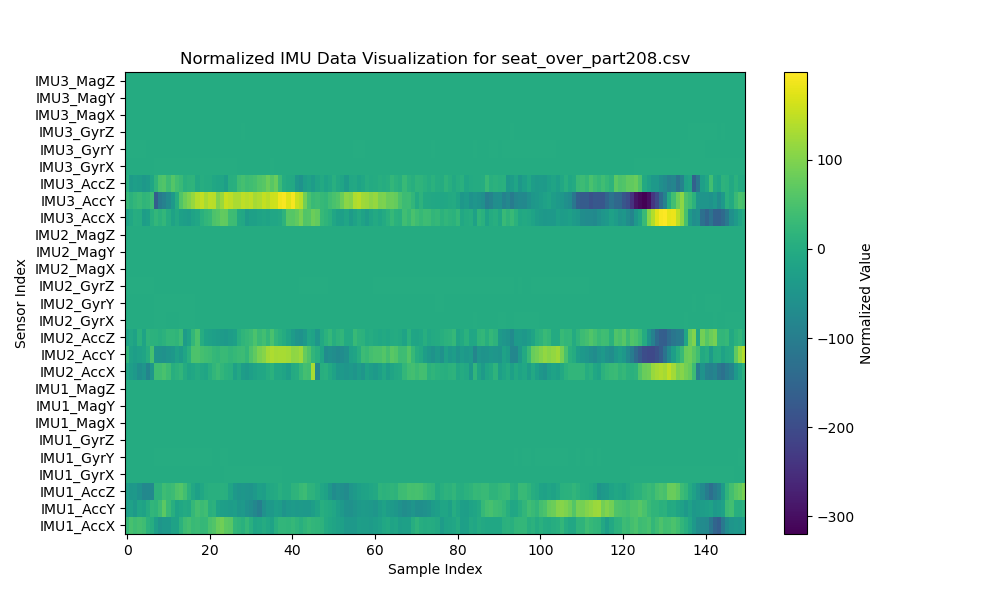 Normalized IMU Data Visualization for seat_over_part208.csv
IMU3_MagZ
IMU3_MagY
IMU3_MagX
IMU3_GyrZ
IMU3_GyrY
IMU3_GyrX
IMU3_AccZ
IMU3_AccY
IMU3_AccX
IMU2_MagZ
IMU2_MagY
IMU2_MagX
IMU2_GyrZ
IMU2_GyrY
IMU2_GyrX
IMU2_AccZ
IMU2_AccY
IMU2_AccX
IMU1_MagZ
IMU1_MagY
IMU1_MagX
IMU1_GyrZ
IMU1_GyrY
IMU1_GyrX
IMU1_AccZ
IMU1_AccY
IMU1_AccX
Sensor Index
0 20 40 60 80 100 120 140
Sample Index
100
0
−100
−200
−300
Normalized Value